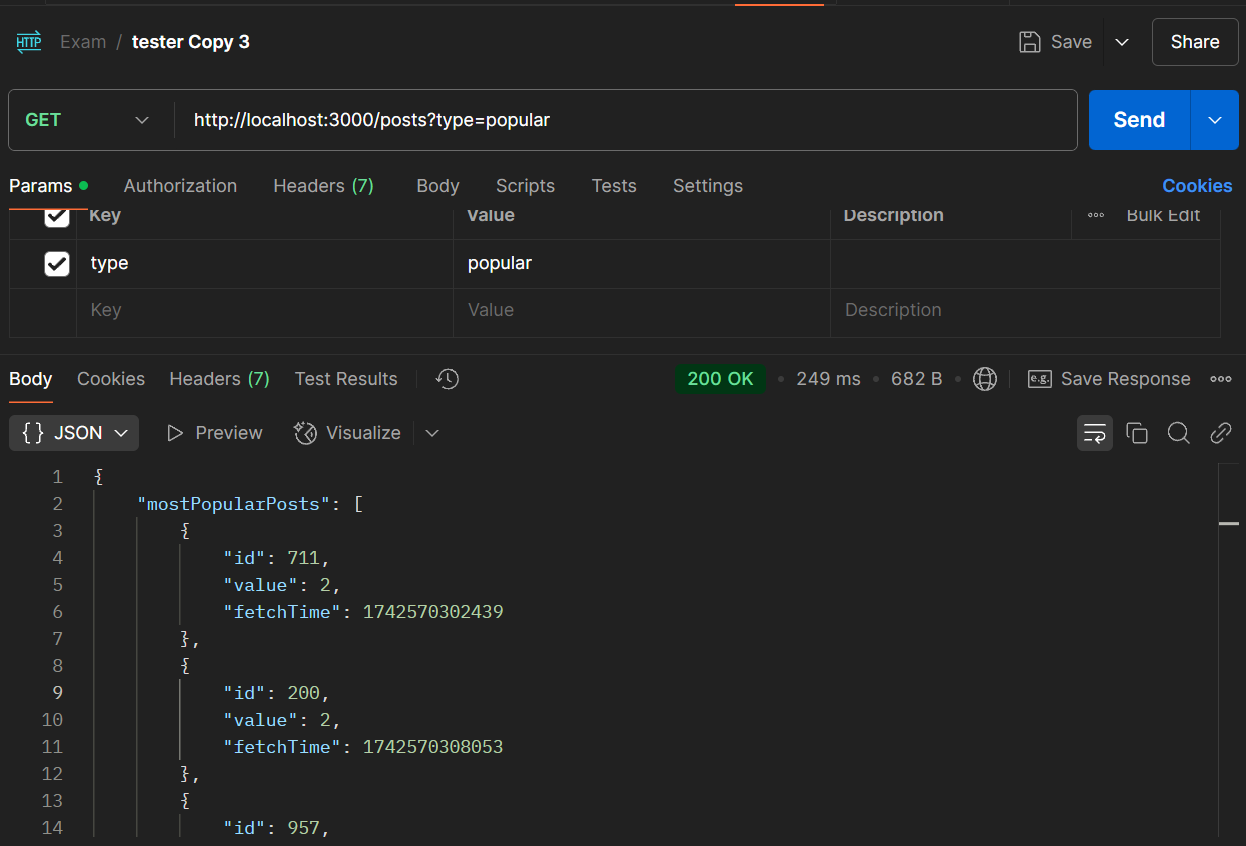 HTTP Exam / tester Copy 3 Save Share
GET http://localhost:3000/posts?type=popular Send
Params Authorization Headers (7) Body Scripts Tests Settings Cookies
Key Value Description Bulk Edit
type popular
Key Value Description
Body Cookies Headers (7) Test Results 200 OK 249 ms 682 B e.g. Save Response
{} JSON Preview Visualize
1 {
2 "mostPopularPosts": [
3 {
4 "id": 711,
5 "value": 2,
6 "fetchTime": 1742570302439
7 },
8 {
9 "id": 200,
10 "value": 2,
11 "fetchTime": 1742570308053
12 },
13 {
14 "id": 957,